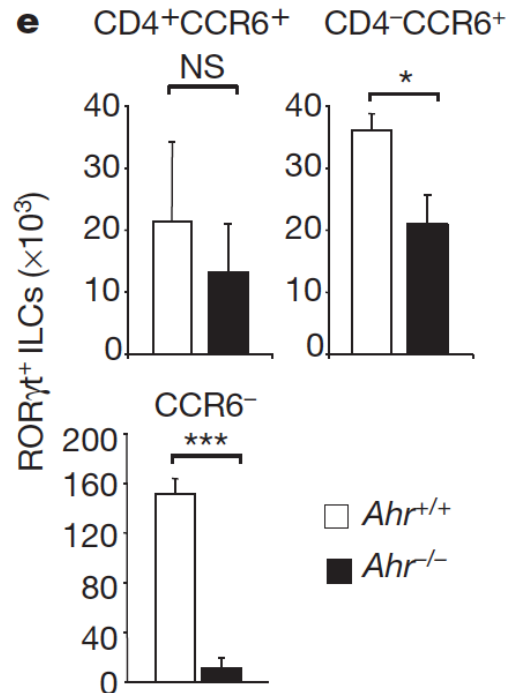 e CD4⁺CCR6⁺ CD4⁻CCR6⁺
NS *
40 40
30 30
20 20
10 10
0 0
RORγt⁺ ILCs (×10³)
CCR6⁻
***
200
160
120
80
40
0
Ahr⁺/⁺
Ahr⁻/⁻